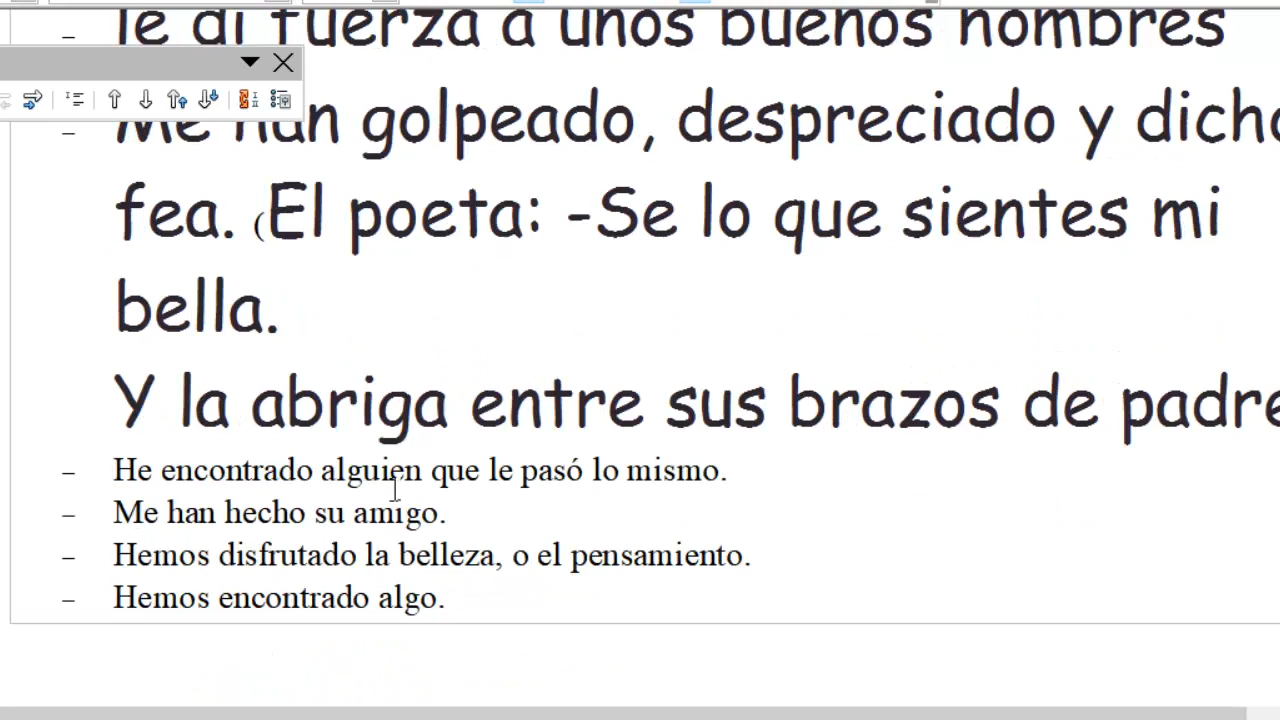 – le di fuerza a unos buenos hombres
– Me han golpeado, despreciado y dicho
fea. (El poeta: -Se lo que sientes mi
bella.
Y la abriga entre sus brazos de padre
– He encontrado alguien que le pasó lo mismo.
– Me han hecho su amigo.
– Hemos disfrutado la belleza, o el pensamiento.
– Hemos encontrado algo.